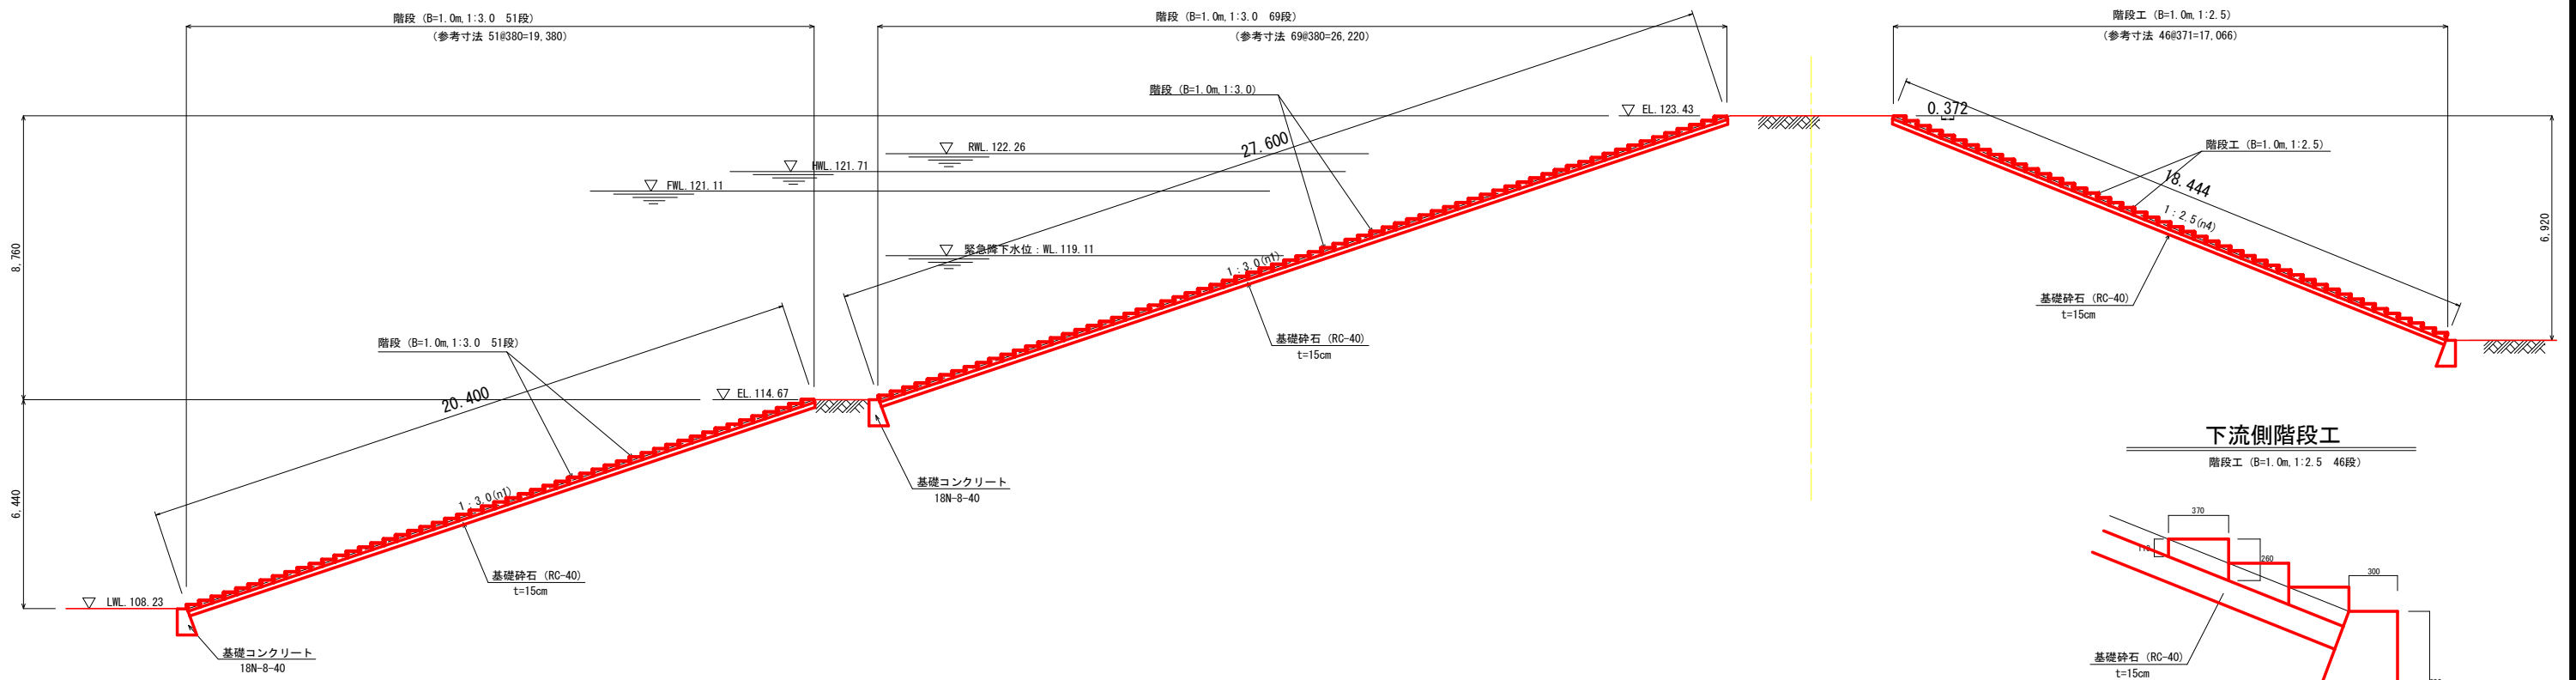 階段 (B=1.0m,1:3.0 51段)
(参考寸法 51@380=19,380)
階段 (B=1.0m,1:3.0 69段)
(参考寸法 69@380=26,220)
階段工 (B=1.0m,1:2.5)
(参考寸法 46@371=17,066)
階段 (B=1.0m,1:3.0)
EL.123.43
0.372
RWL.122.26
27.600
HWL.121.71
FWL.121.11
階段工 (B=1.0m,1:2.5)
18.444
1:2.5(n4)
6,920
8,760
緊急降下水位:WL.119.11
1:3.0(n1)
基礎砕石 (RC-40)
t=15cm
基礎砕石 (RC-40)
t=15cm
階段 (B=1.0m,1:3.0 51段)
20.400
EL.114.67
下流側階段工
階段工 (B=1.0m,1:2.5 46段)
基礎コンクリート
18N-8-40
6,440
1:3.0(n1)
370
260
300
基礎砕石 (RC-40)
t=15cm
LWL.108.23
基礎コンクリート
18N-8-40
基礎砕石 (RC-40)
t=15cm